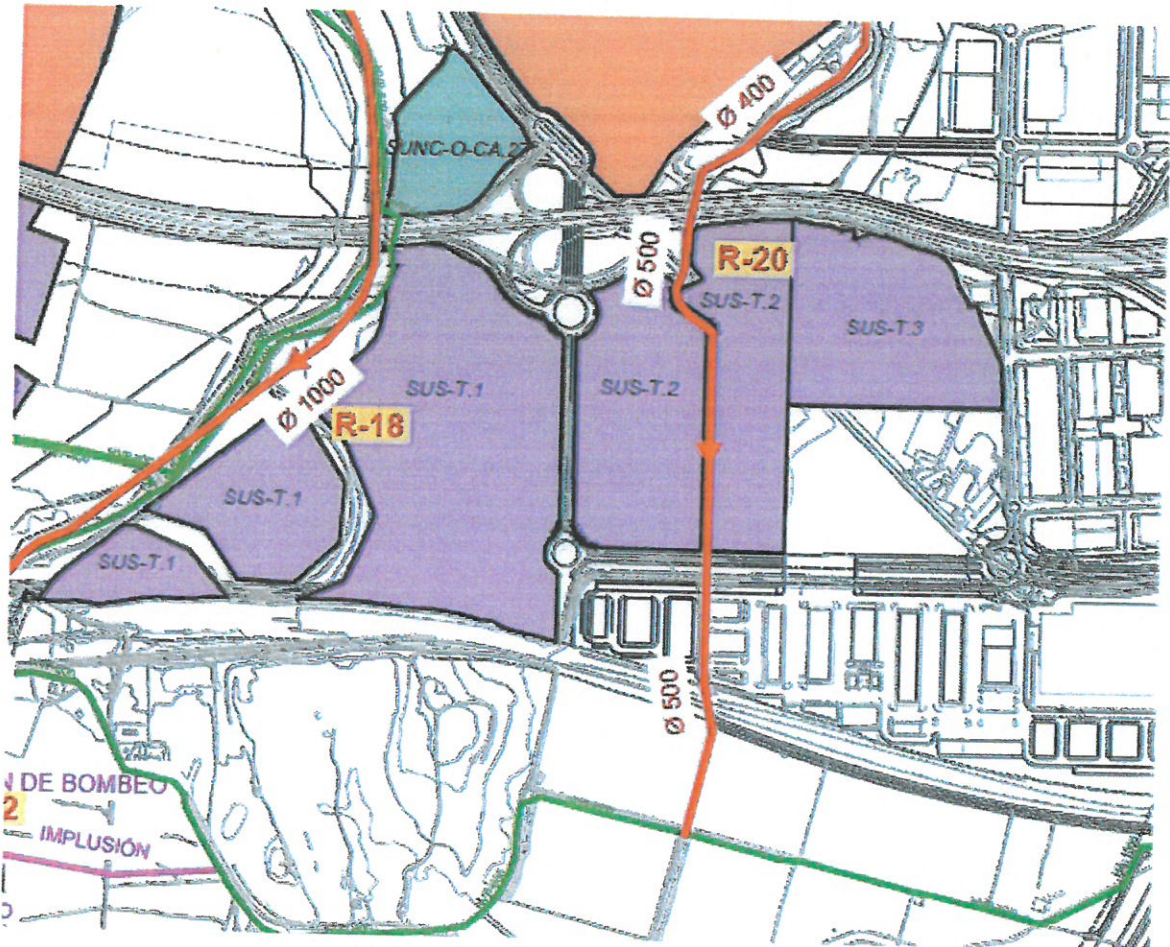 Ø 400
SUNC-O-CA.27
Ø 500
R-20
SUS-T.2
SUS-T.3
Ø 1000
SUS-T.1
SUS-T.2
R-18
SUS-T.1
SUS-T.1
Ø 500
N DE BOMBEO
2
IMPLUSIÓN